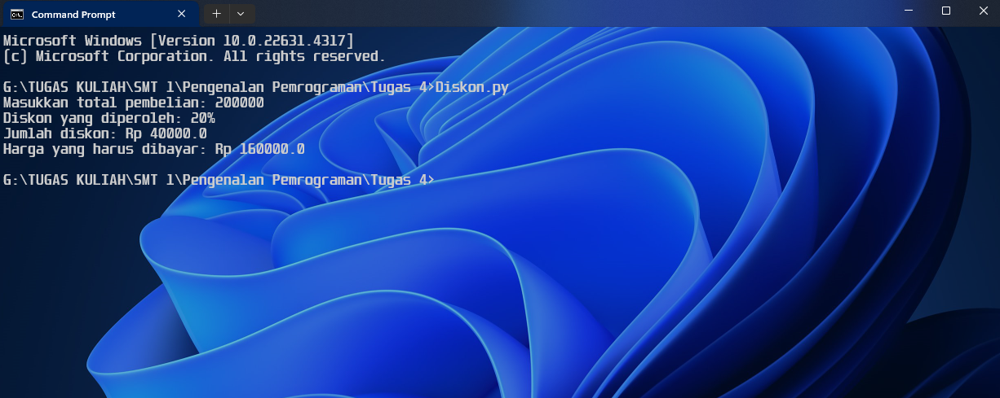 Command Prompt
Microsoft Windows [Version 10.0.22631.4317]
(c) Microsoft Corporation. All rights reserved.
G:\TUGAS KULIAH\SMT 1\Pengenalan Pemrograman\Tugas 4>Diskon.py
Masukkan total pembelian: 200000
Diskon yang diperoleh: 20%
Jumlah diskon: Rp 40000.0
Harga yang harus dibayar: Rp 160000.0
G:\TUGAS KULIAH\SMT 1\Pengenalan Pemrograman\Tugas 4>